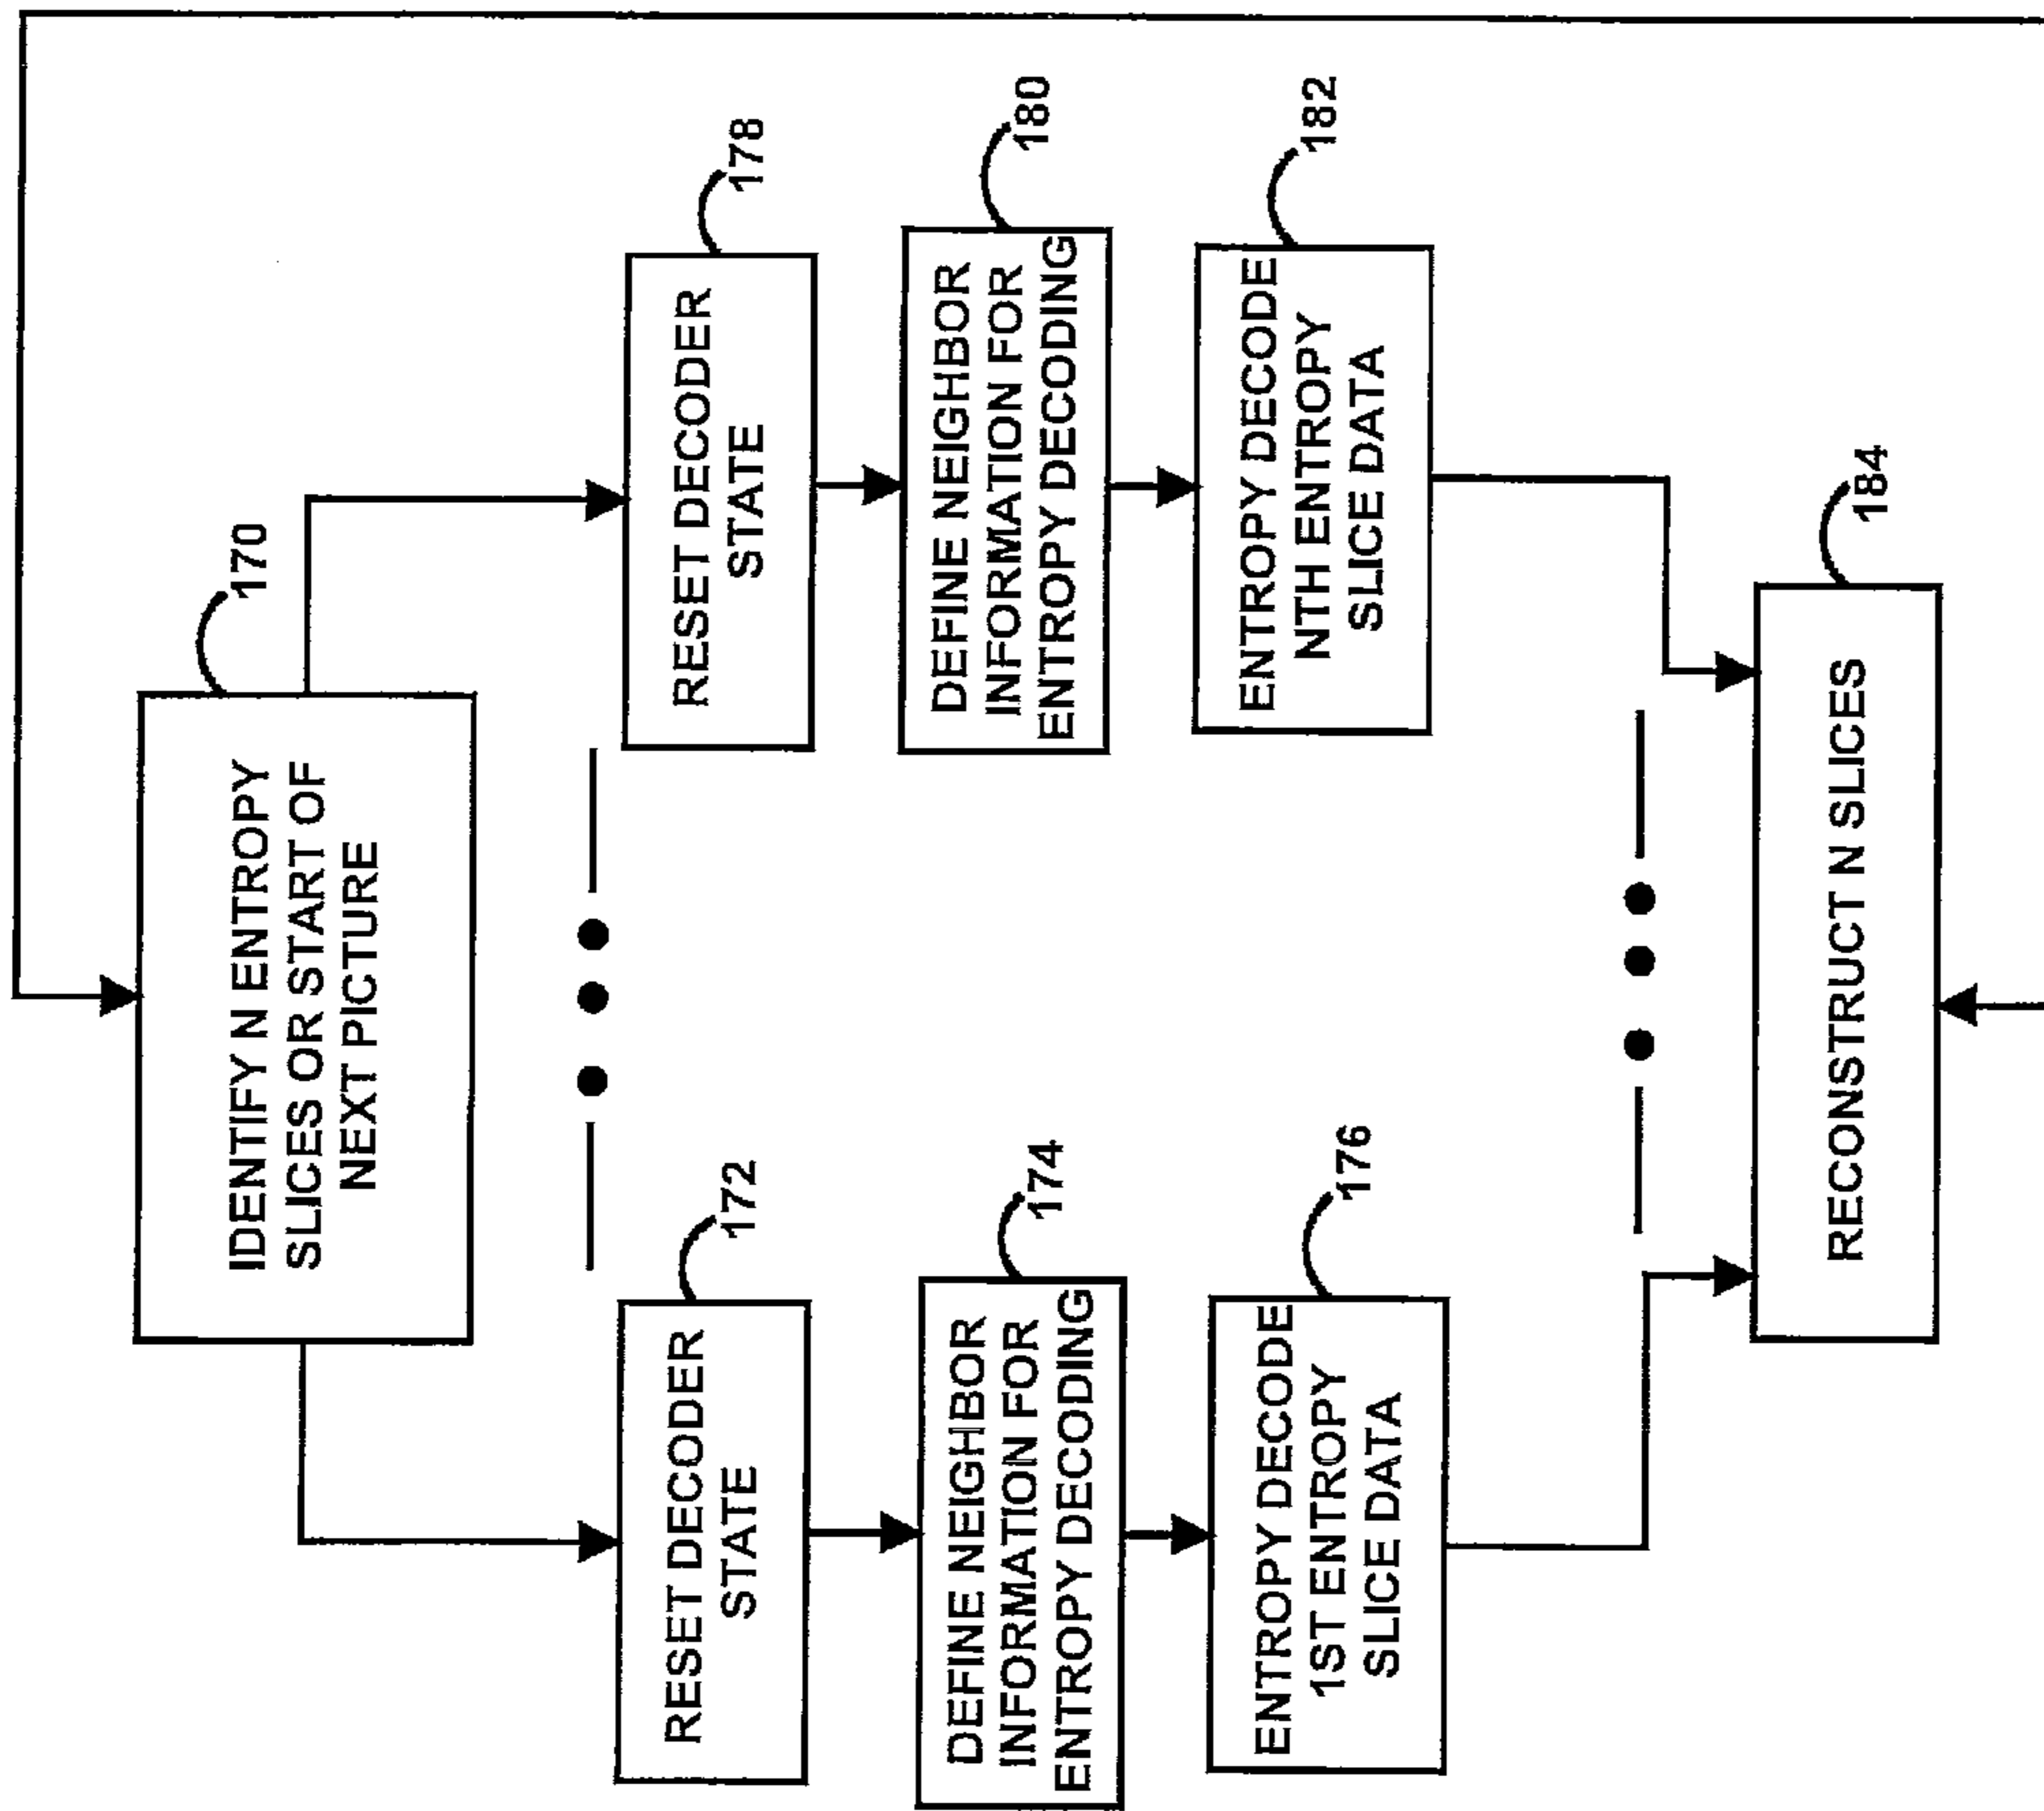 170
IDENTIFY N ENTROPY
SLICES OR START OF
NEXT PICTURE
172
RESET DECODER
STATE
174
DEFINE NEIGHBOR
INFORMATION FOR
ENTROPY DECODING
176
ENTROPY DECODE
1ST ENTROPY
SLICE DATA
178
RESET DECODER
STATE
180
DEFINE NEIGHBOR
INFORMATION FOR
ENTROPY DECODING
182
ENTROPY DECODE
NTH ENTROPY
SLICE DATA
184
RECONSTRUCT N SLICES